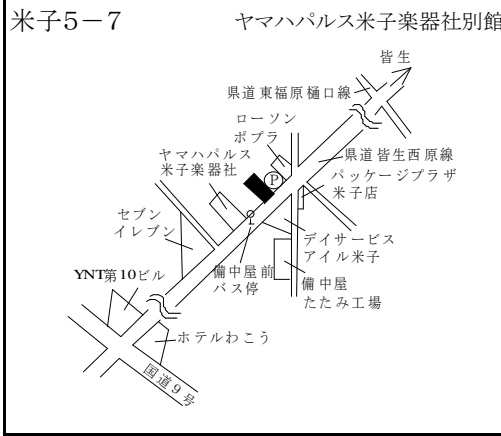 米子5－7
ヤマハパルス米子楽器社別館
皆生
県道東福原樋口線
ローソン
ポプラ
ヤマハパルス
米子楽器社
P
県道皆生西原線
パッケージプラザ
米子店
セブン
イレブン
デイサービス
アイル米子
備中屋前
バス停
備中屋
たたみ工場
YNT第10ビル
ホテルわこう
国道9号